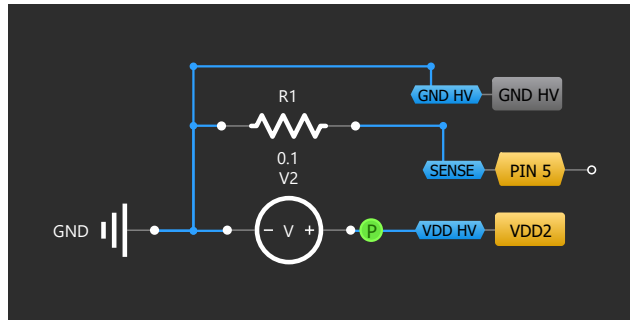 GND HV
GND HV
R1
0.1
V2
SENSE
PIN 5
GND
− V +
P
VDD HV
VDD2